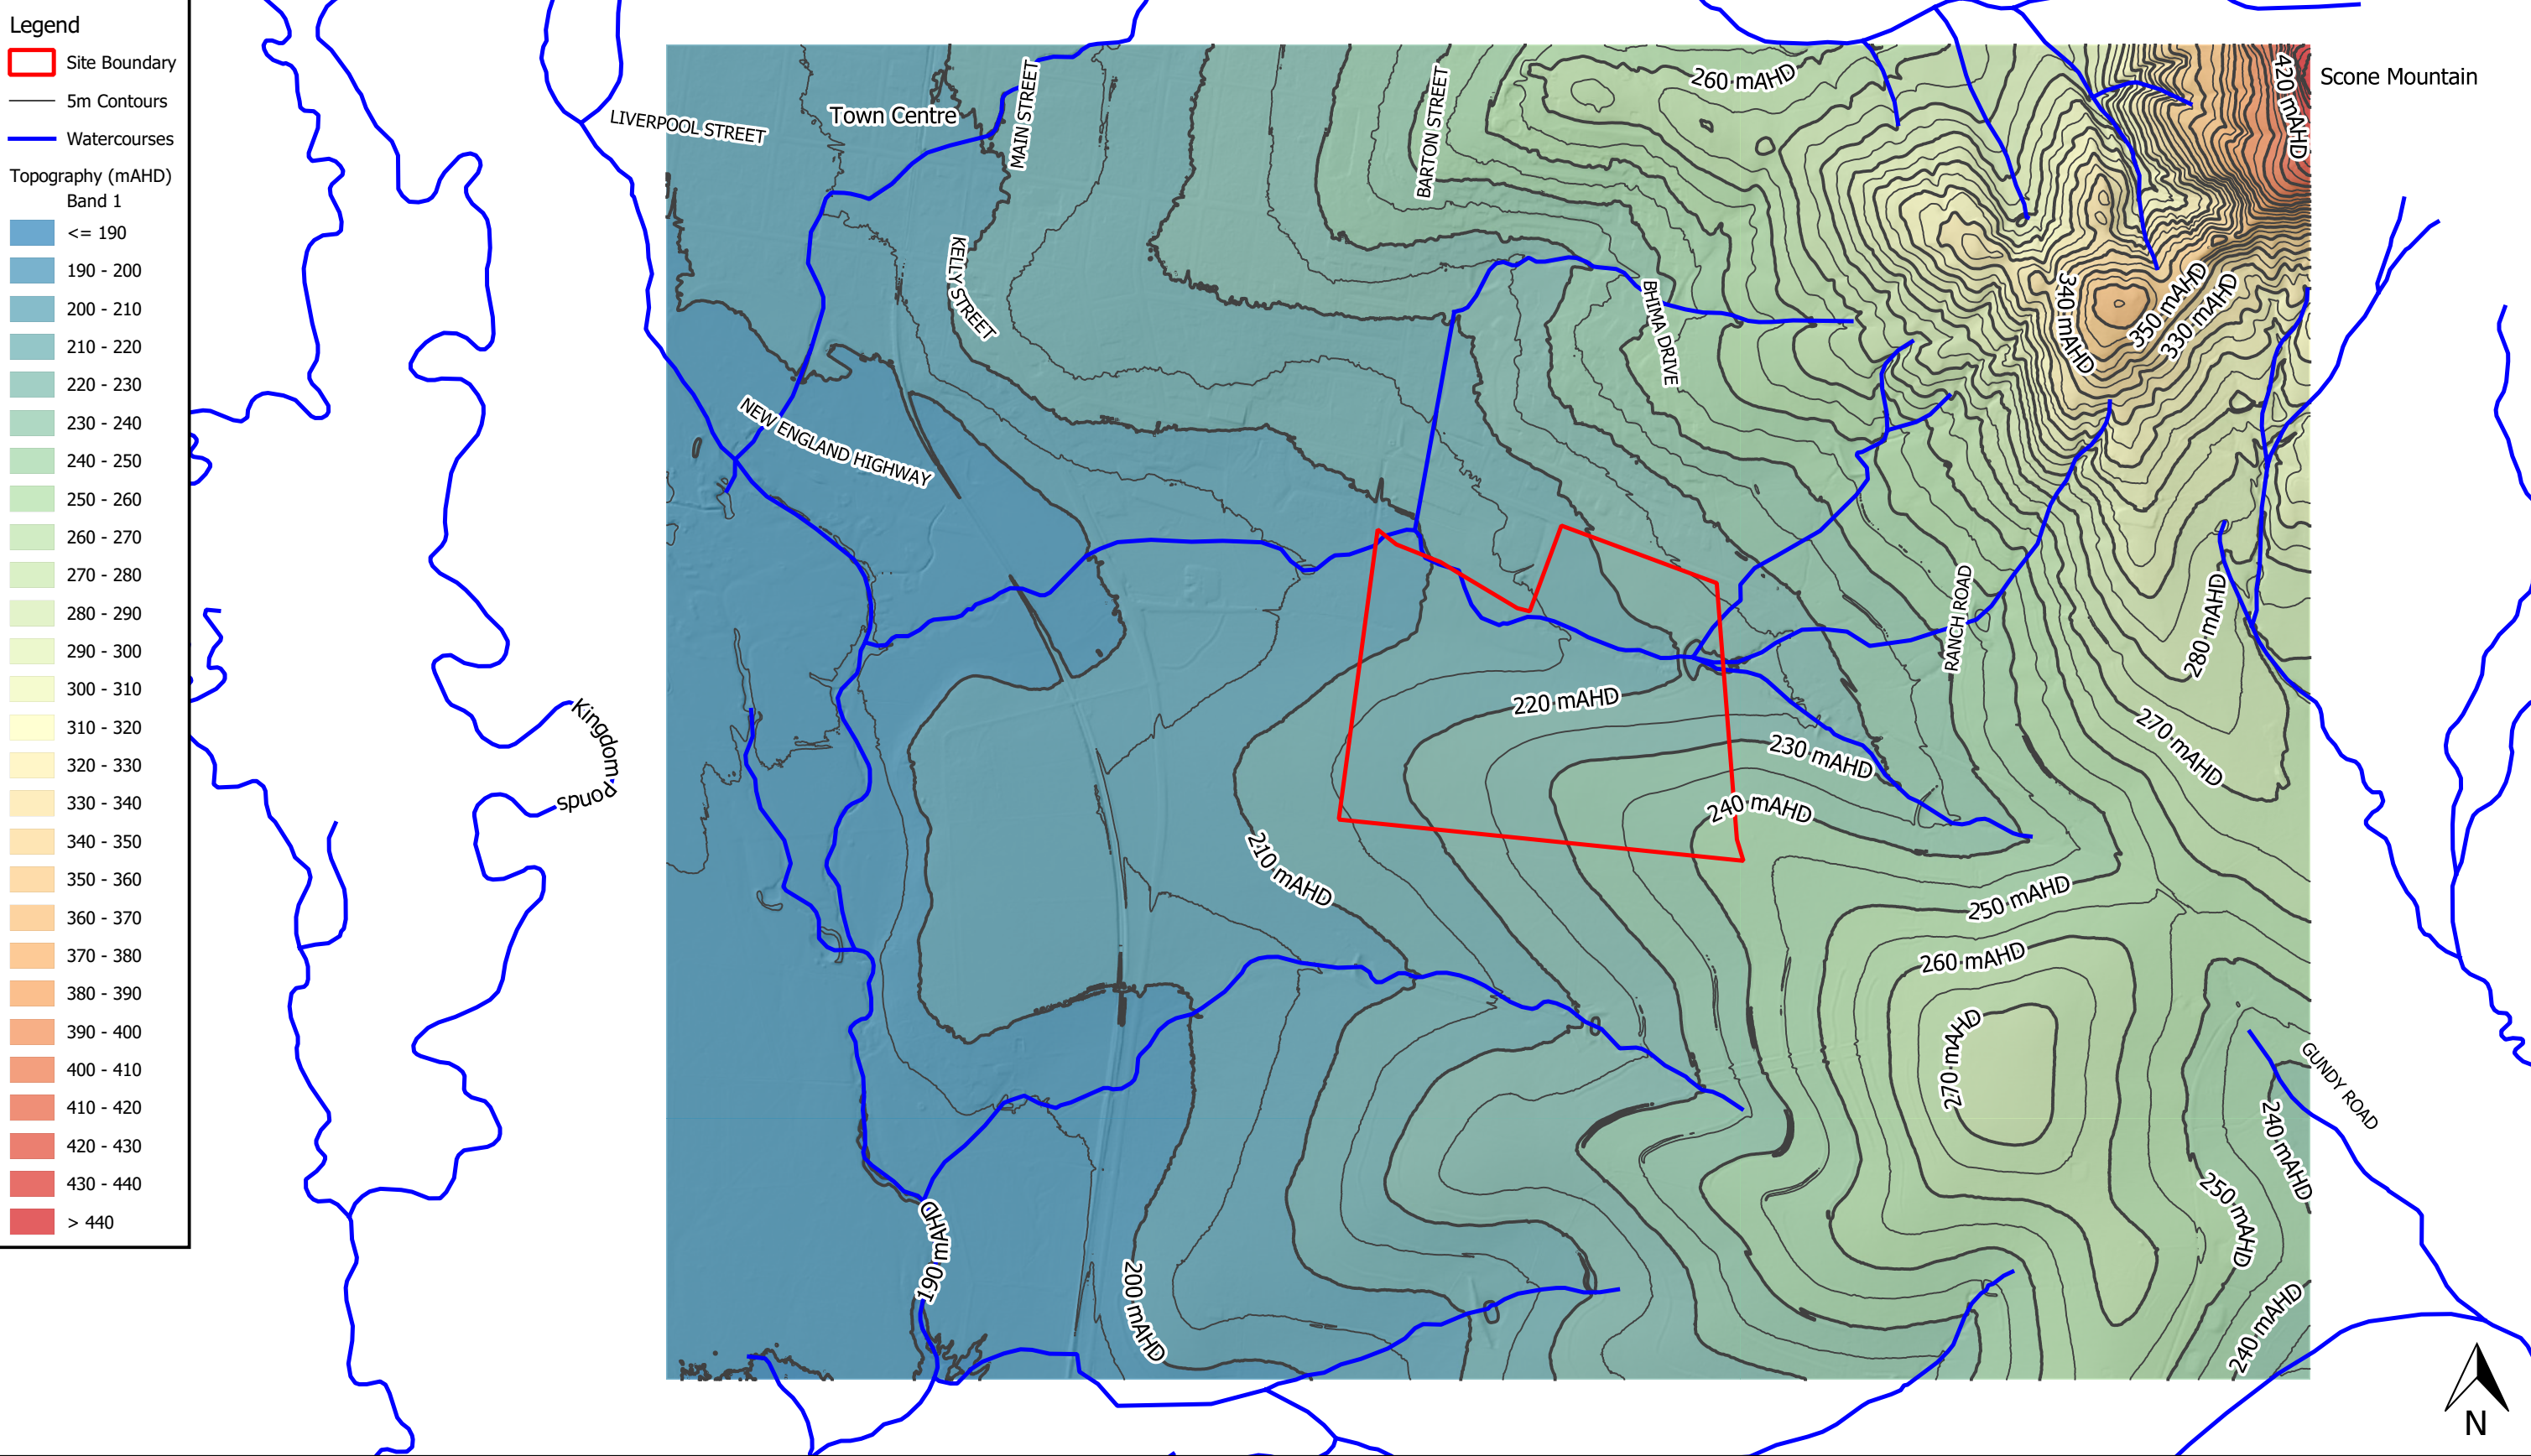 Legend
Site Boundary
5m Contours
Watercourses
Topography (mAHD)
Band 1
<= 190
190 - 200
200 - 210
210 - 220
220 - 230
230 - 240
240 - 250
250 - 260
260 - 270
270 - 280
280 - 290
290 - 300
300 - 310
310 - 320
320 - 330
330 - 340
340 - 350
350 - 360
360 - 370
370 - 380
380 - 390
390 - 400
400 - 410
410 - 420
420 - 430
430 - 440
> 440
Scone Mountain
420 mAHD
260 mAHD
Town Centre
LIVERPOOL STREET
MAIN STREET
BARTON STREET
KELLY STREET
BHIMA DRIVE
340 mAHD
350 mAHD
330 mAHD
NEW ENGLAND HIGHWAY
RANCH ROAD
280 mAHD
Kingdom
Ponds
220 mAHD
230 mAHD
270 mAHD
240 mAHD
210 mAHD
250 mAHD
260 mAHD
270 mAHD
GUNDY ROAD
240 mAHD
250 mAHD
190 mAHD
200 mAHD
240 mAHD
N